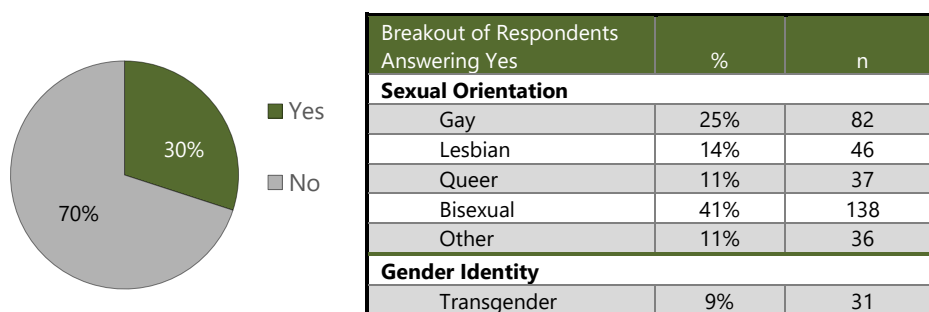 30%
70%
Yes
No
Breakout of Respondents
Answering Yes % n
Sexual Orientation
Gay 25% 82
Lesbian 14% 46
Queer 11% 37
Bisexual 41% 138
Other 11% 36
Gender Identity
Transgender 9% 31